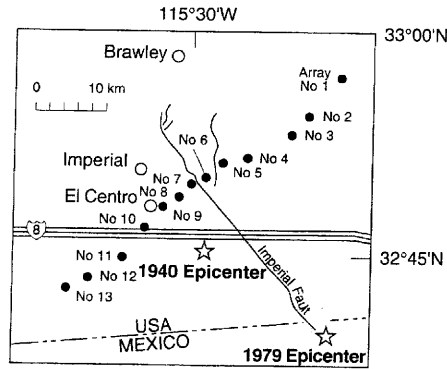 115°30'W
33°00'N
Brawley
Array
No 1
0 10 km
No 2
No 3
No 6
No 4
No 5
Imperial
No 7
El Centro
No 8
No 9
No 10
8
32°45'N
1940 Epicenter
Imperial Fault
No 11
No 12
No 13
USA
MEXICO
1979 Epicenter